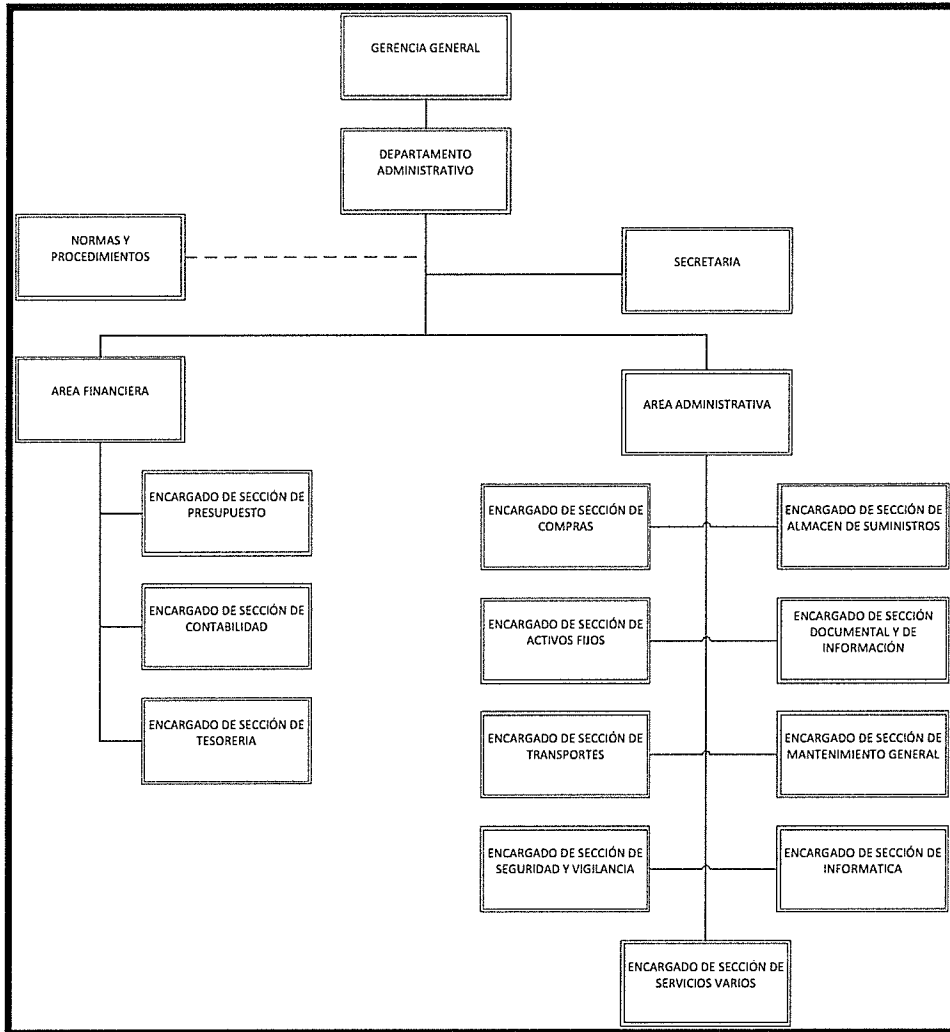 GERENCIA GENERAL
DEPARTAMENTO
ADMINISTRATIVO
NORMAS Y
PROCEDIMIENTOS
SECRETARIA
AREA FINANCIERA
AREA ADMINISTRATIVA
ENCARGADO DE SECCIÓN DE
PRESUPUESTO
ENCARGADO DE SECCIÓN DE
CONTABILIDAD
ENCARGADO DE SECCIÓN DE
TESORERIA
ENCARGADO DE SECCIÓN DE
COMPRAS
ENCARGADO DE SECCIÓN DE
ALMACEN DE SUMINISTROS
ENCARGADO DE SECCIÓN DE
ACTIVOS FIJOS
ENCARGADO DE SECCIÓN
DOCUMENTAL Y DE
INFORMACIÓN
ENCARGADO DE SECCIÓN DE
TRANSPORTES
ENCARGADO DE SECCIÓN DE
MANTENIMIENTO GENERAL
ENCARGADO DE SECCIÓN DE
SEGURIDAD Y VIGILANCIA
ENCARGADO DE SECCIÓN DE
INFORMATICA
ENCARGADO DE SECCIÓN DE
SERVICIOS VARIOS